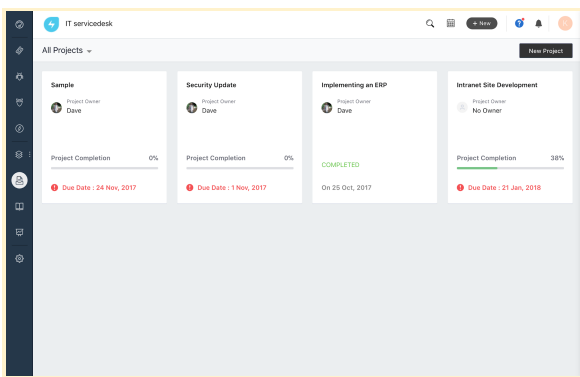 IT servicedesk
+ New
?
All Projects
New Project
Sample
Project Owner
Dave
Project Completion 0%
! Due Date : 24 Nov, 2017
Security Update
Project Owner
Dave
Project Completion 0%
! Due Date : 1 Nov, 2017
Implementing an ERP
Project Owner
Dave
COMPLETED
On 25 Oct, 2017
Intranet Site Development
Project Owner
No Owner
Project Completion 38%
! Due Date : 21 Jan, 2018